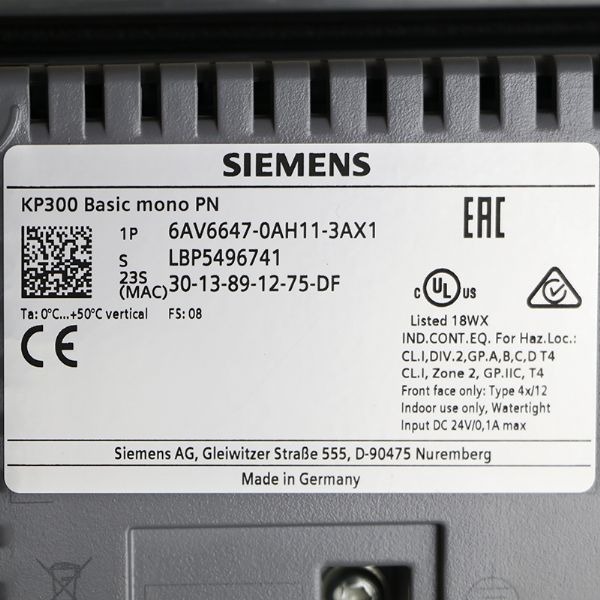 SIEMENS
KP300 Basic mono PN
EAC
1P 6AV6647-0AH11-3AX1
S LBP5496741
23S
(MAC) 30-13-89-12-75-DF
Ta: 0°C...+50°C vertical FS: 08
CE
C UL US
Listed 18WX
IND.CONT.EQ. For Haz.Loc.:
CL.I,DIV.2,GP.A,B,C,D T4
CL.I, Zone 2, GP.IIC, T4
Front face only: Type 4x/12
Indoor use only, Watertight
Input DC 24V/0,1A max
Siemens AG, Gleiwitzer Straße 555, D-90475 Nuremberg
Made in Germany